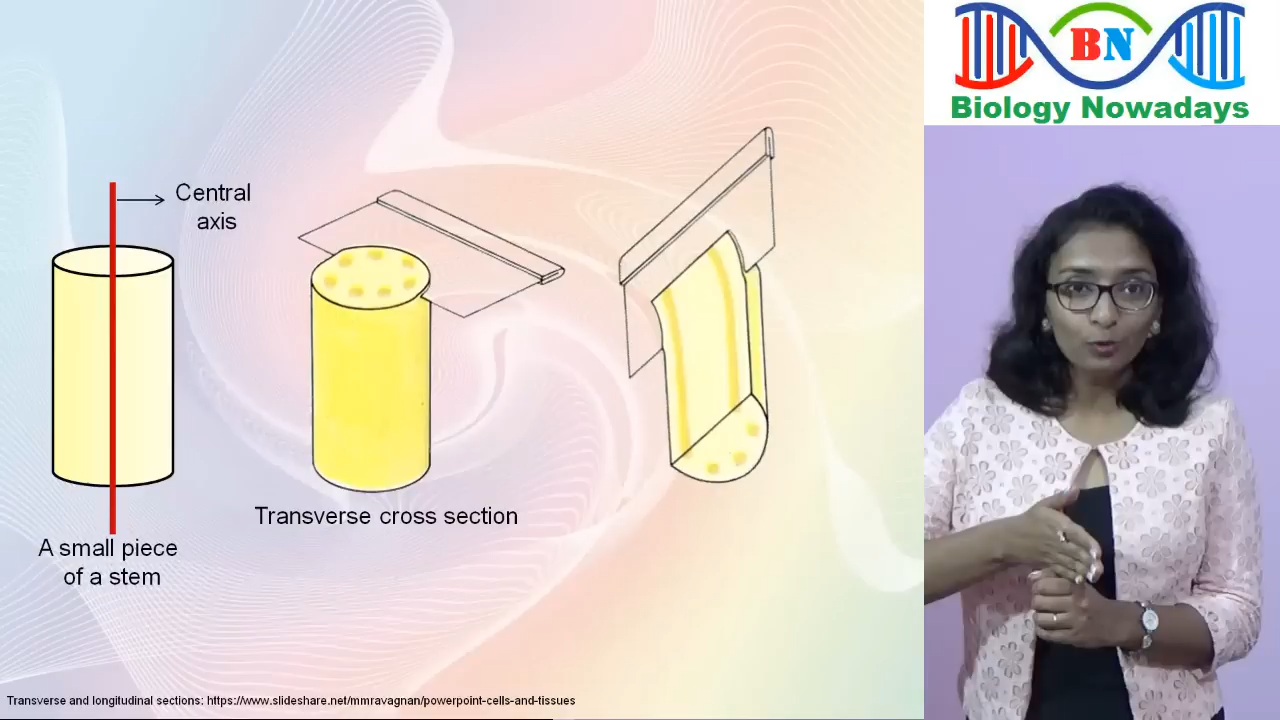 BN
Biology Nowadays
Central
axis
Transverse cross section
A small piece
of a stem
Transverse and longitudinal sections: https://www.slideshare.net/mmravagnan/powerpoint-cells-and-tissues